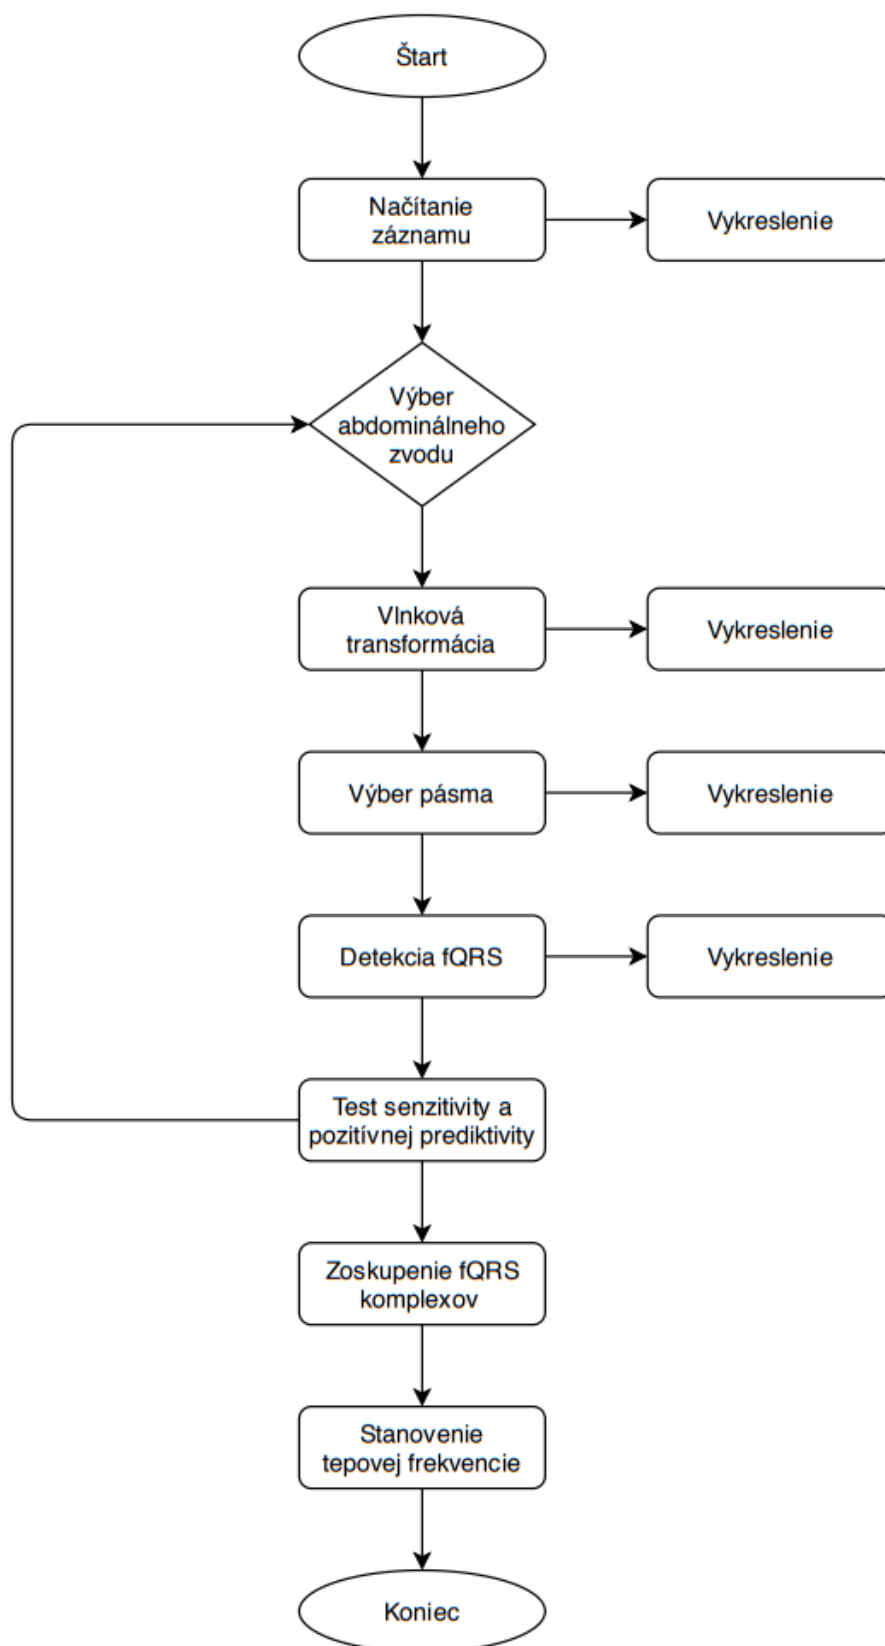 Štart
Načítanie
záznamu
Vykreslenie
Výber
abdominálneho
zvodu
Vlnková
transformácia
Vykreslenie
Výber pásma
Vykreslenie
Detekcia fQRS
Vykreslenie
Test senzitivity a
pozitívnej prediktivity
Zoskupenie fQRS
komplexov
Stanovenie
tepovej frekvencie
Koniec